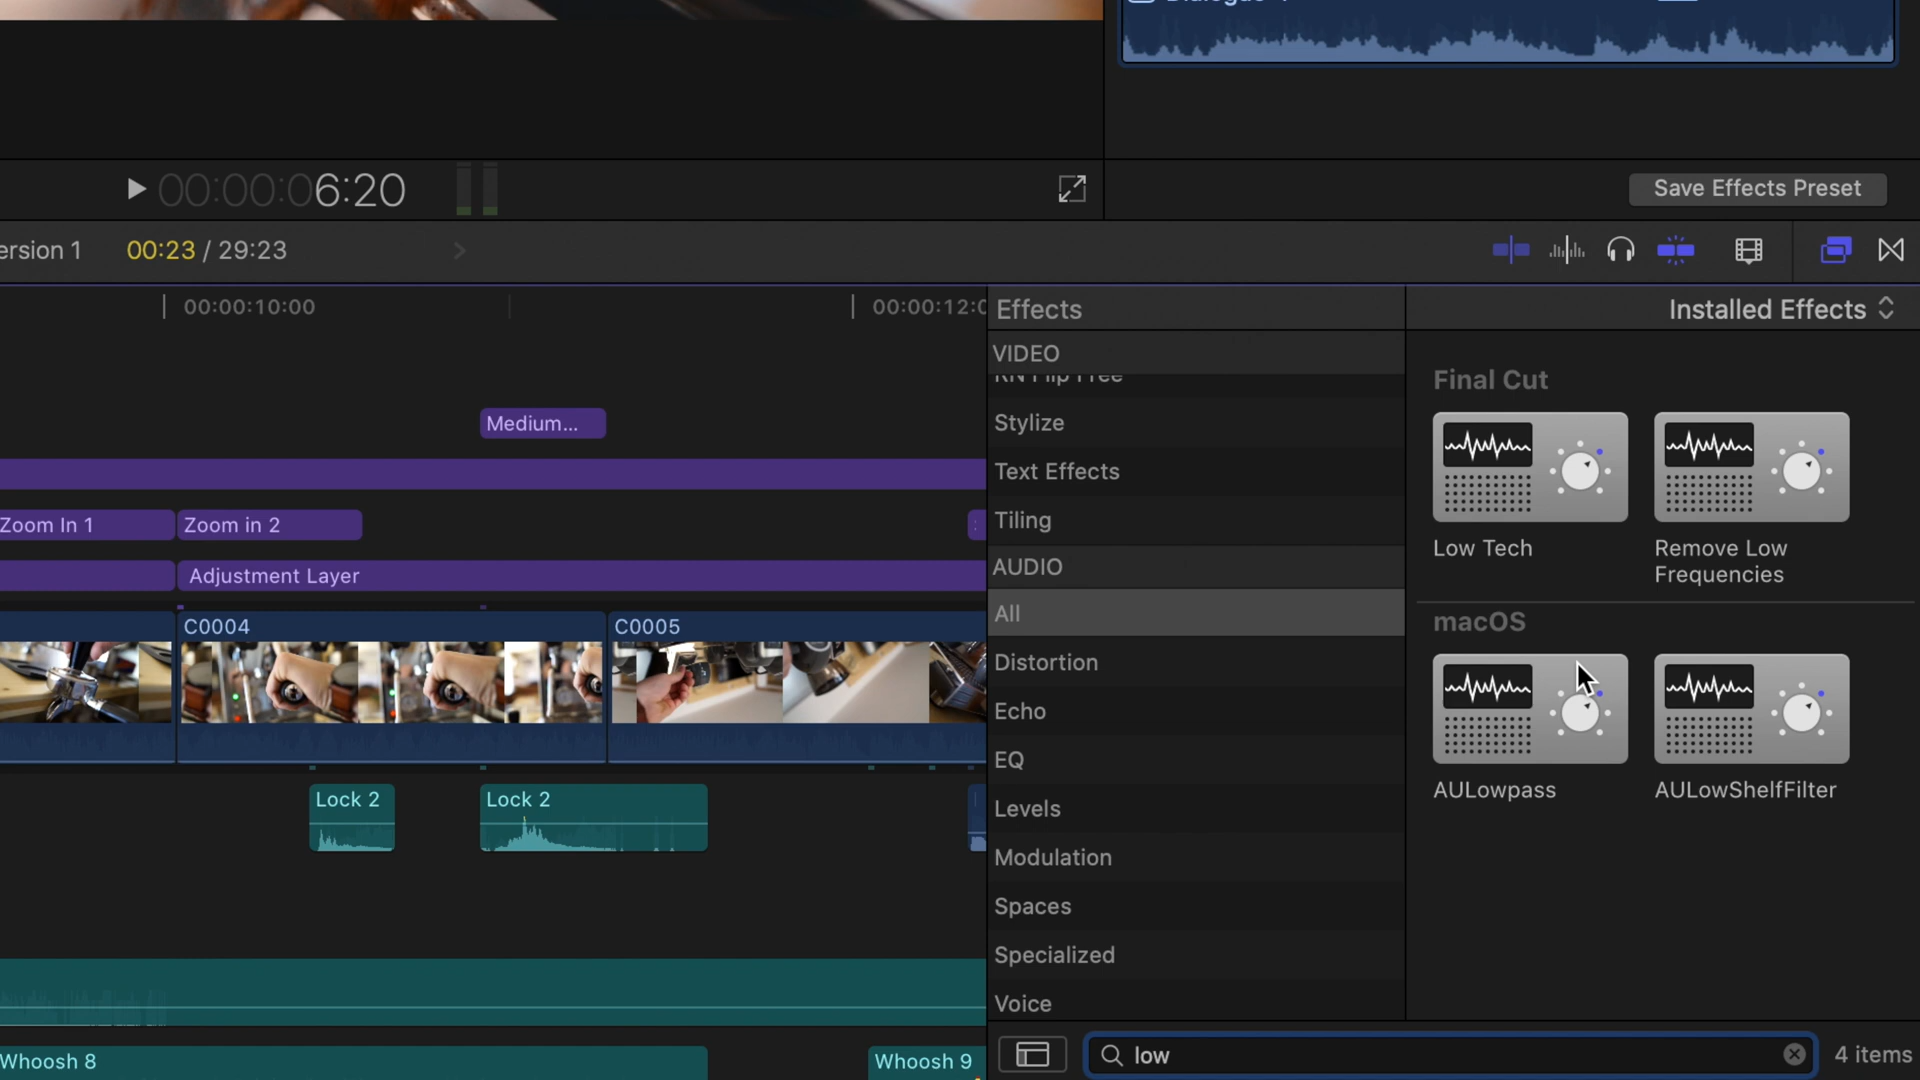 00:00:06:20
Save Effects Preset
ersion 1
00:23 / 29:23
00:00:10:00
00:00:12:0
Effects
Installed Effects
VIDEO
Stylize
Text Effects
Tiling
AUDIO
All
Distortion
Echo
EQ
Levels
Modulation
Spaces
Specialized
Voice
Final Cut
Low Tech
Remove Low
Frequencies
macOS
AULowpass
AULowShelfFilter
Medium...
Zoom In 1
Zoom in 2
Adjustment Layer
C0004
C0005
Lock 2
Lock 2
Whoosh 8
Whoosh 9
low
4 items